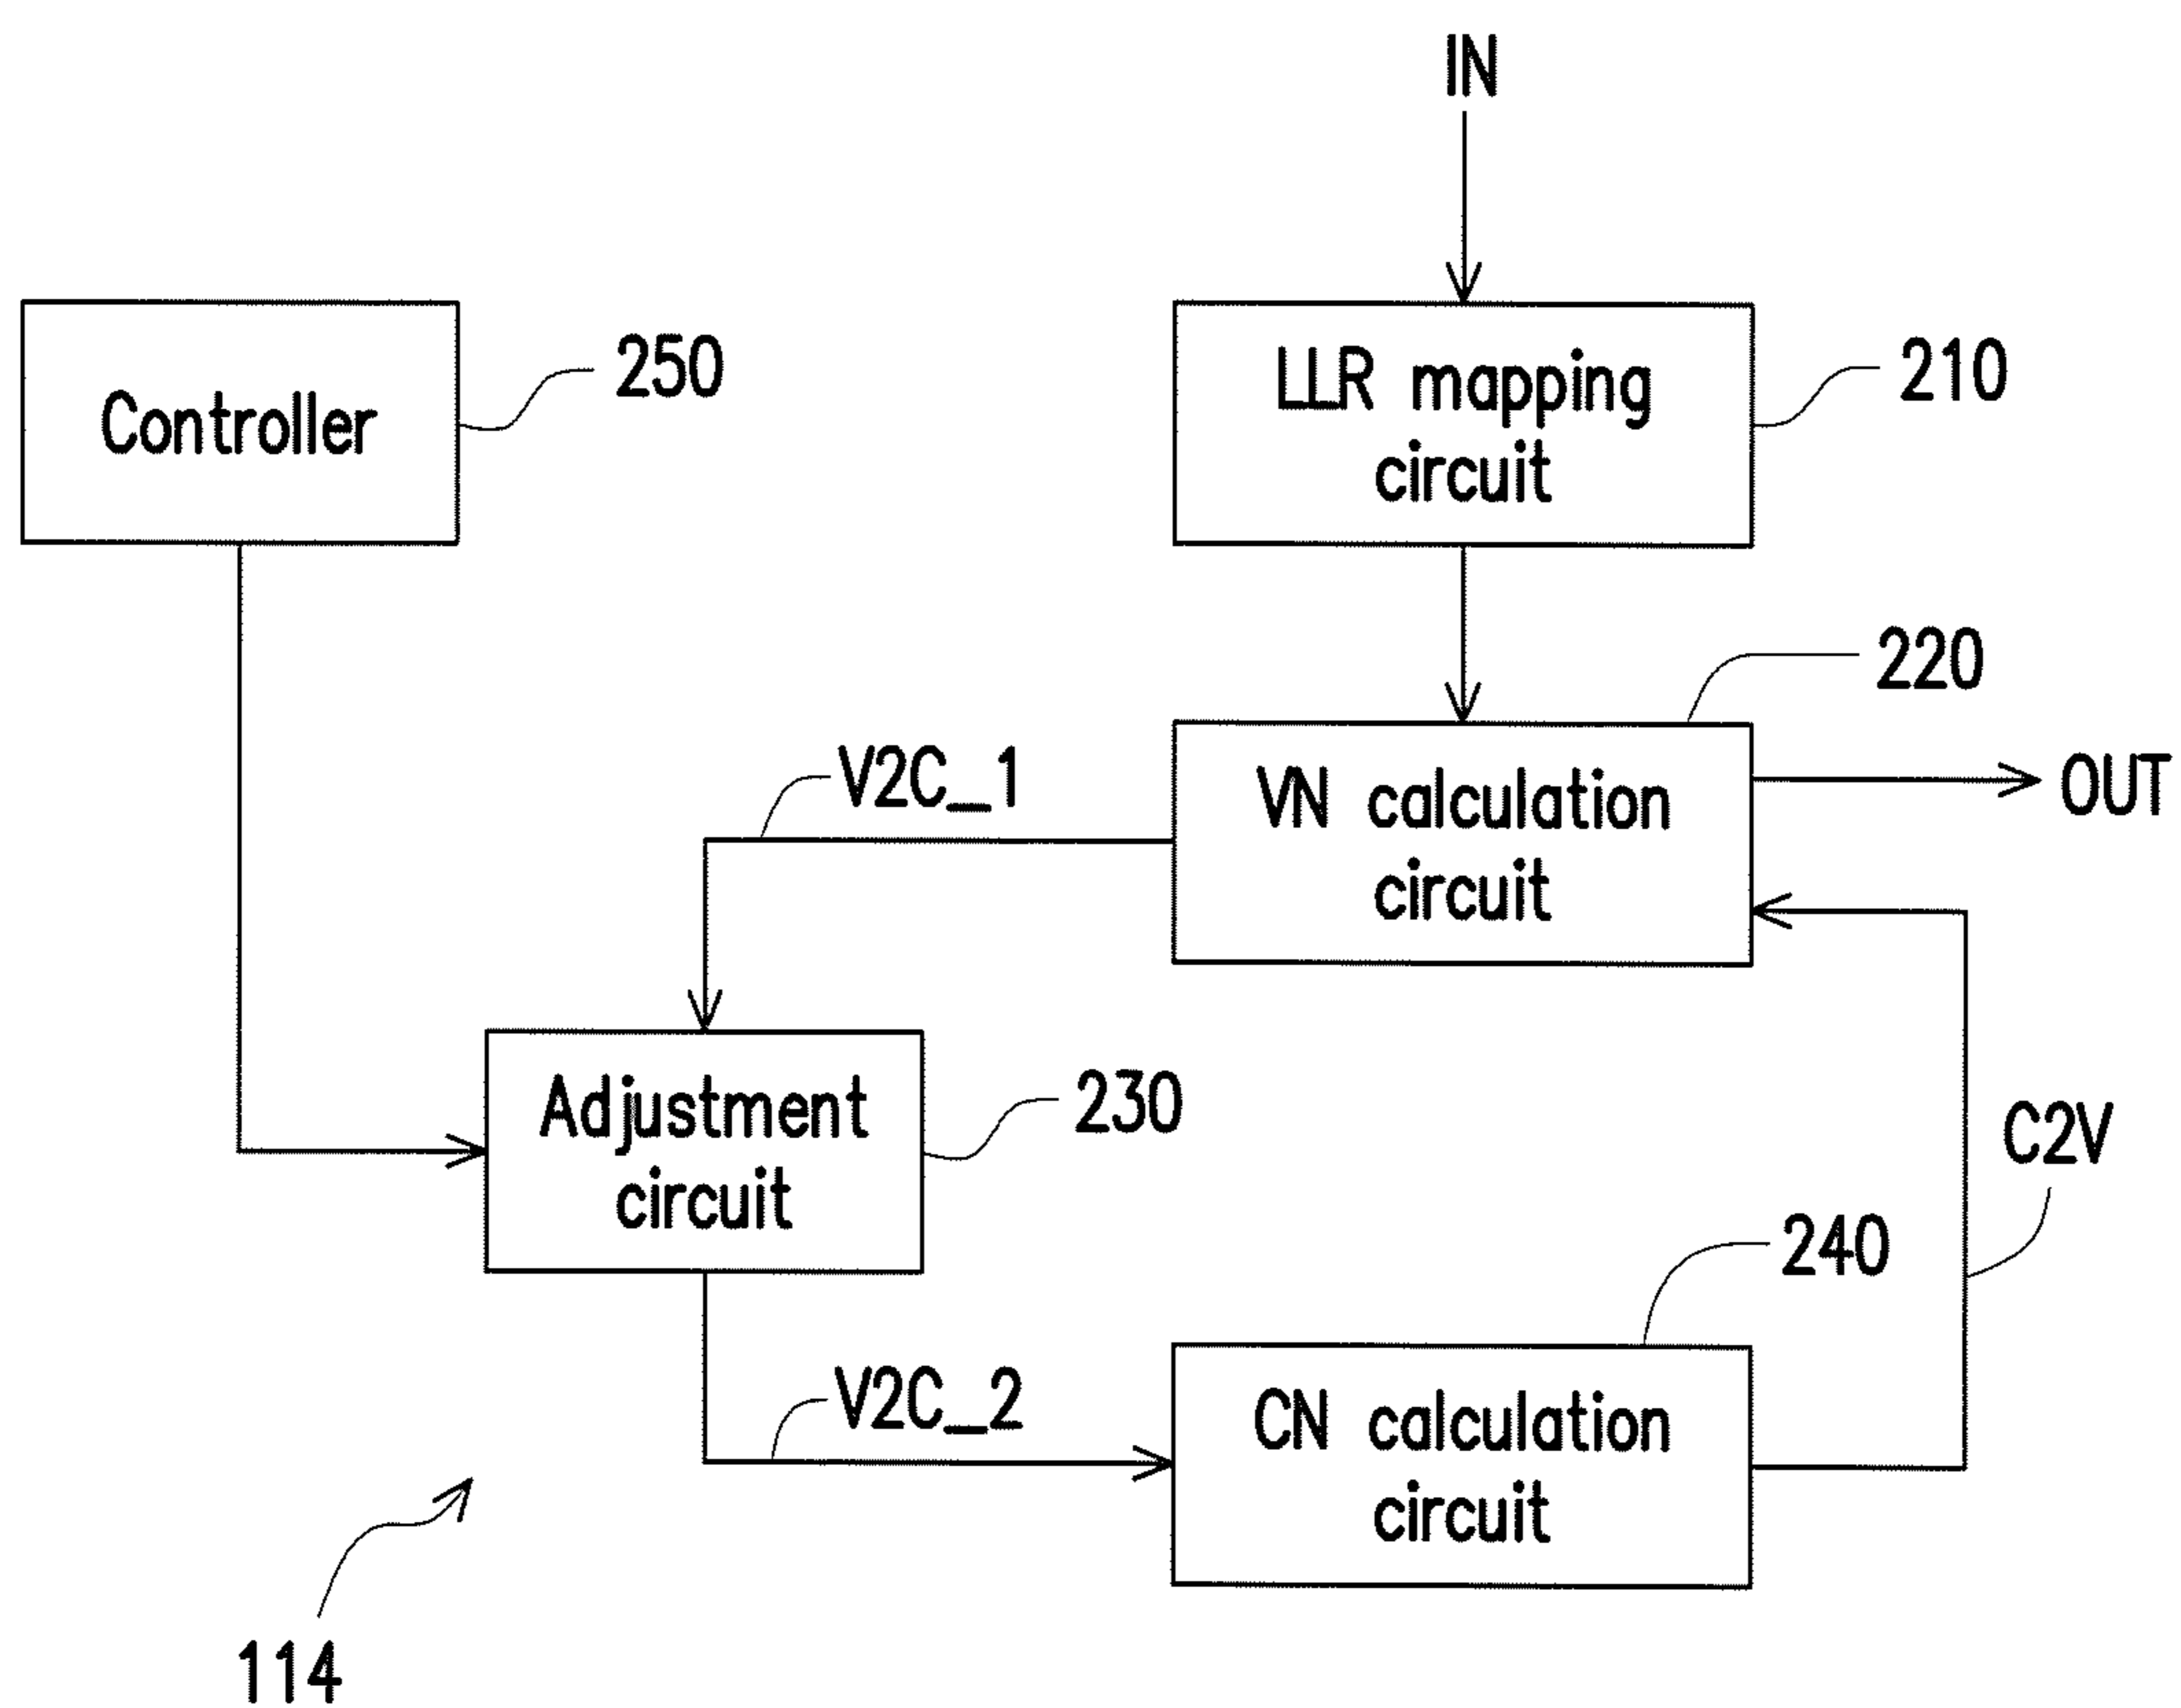 IN
Controller
250
LLR mapping
circuit
210
220
V2C_1
VN calculation
circuit
OUT
Adjustment
circuit
230
C2V
240
V2C_2
CN calculation
circuit
114